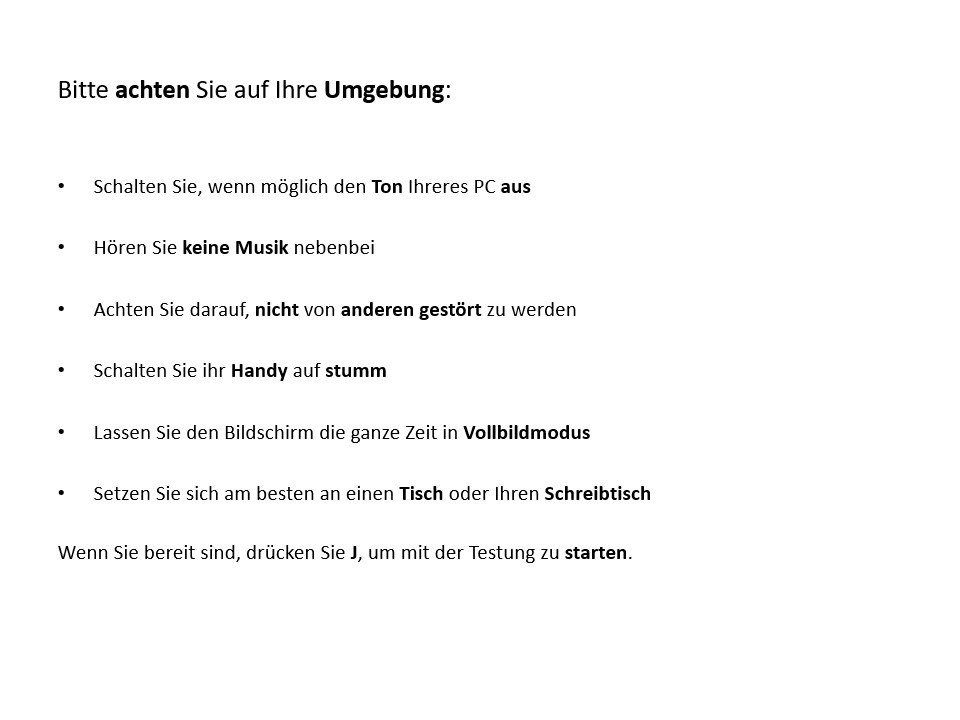 Bitte achten Sie auf Ihre Umgebung:
• Schalten Sie, wenn möglich den Ton Ihreres PC aus
• Hören Sie keine Musik nebenbei
• Achten Sie darauf, nicht von anderen gestört zu werden
• Schalten Sie ihr Handy auf stumm
• Lassen Sie den Bildschirm die ganze Zeit in Vollbildmodus
• Setzen Sie sich am besten an einen Tisch oder Ihren Schreibtisch
Wenn Sie bereit sind, drücken Sie J, um mit der Testung zu starten.